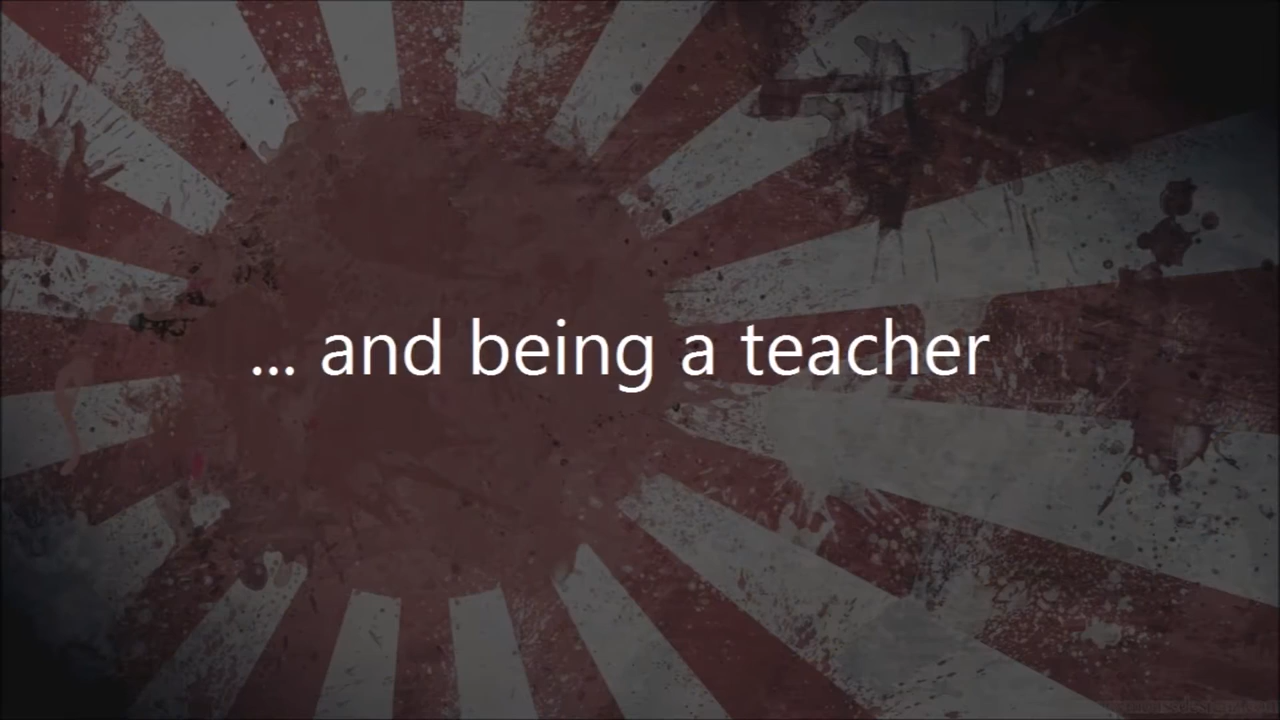 ... and being a teacher